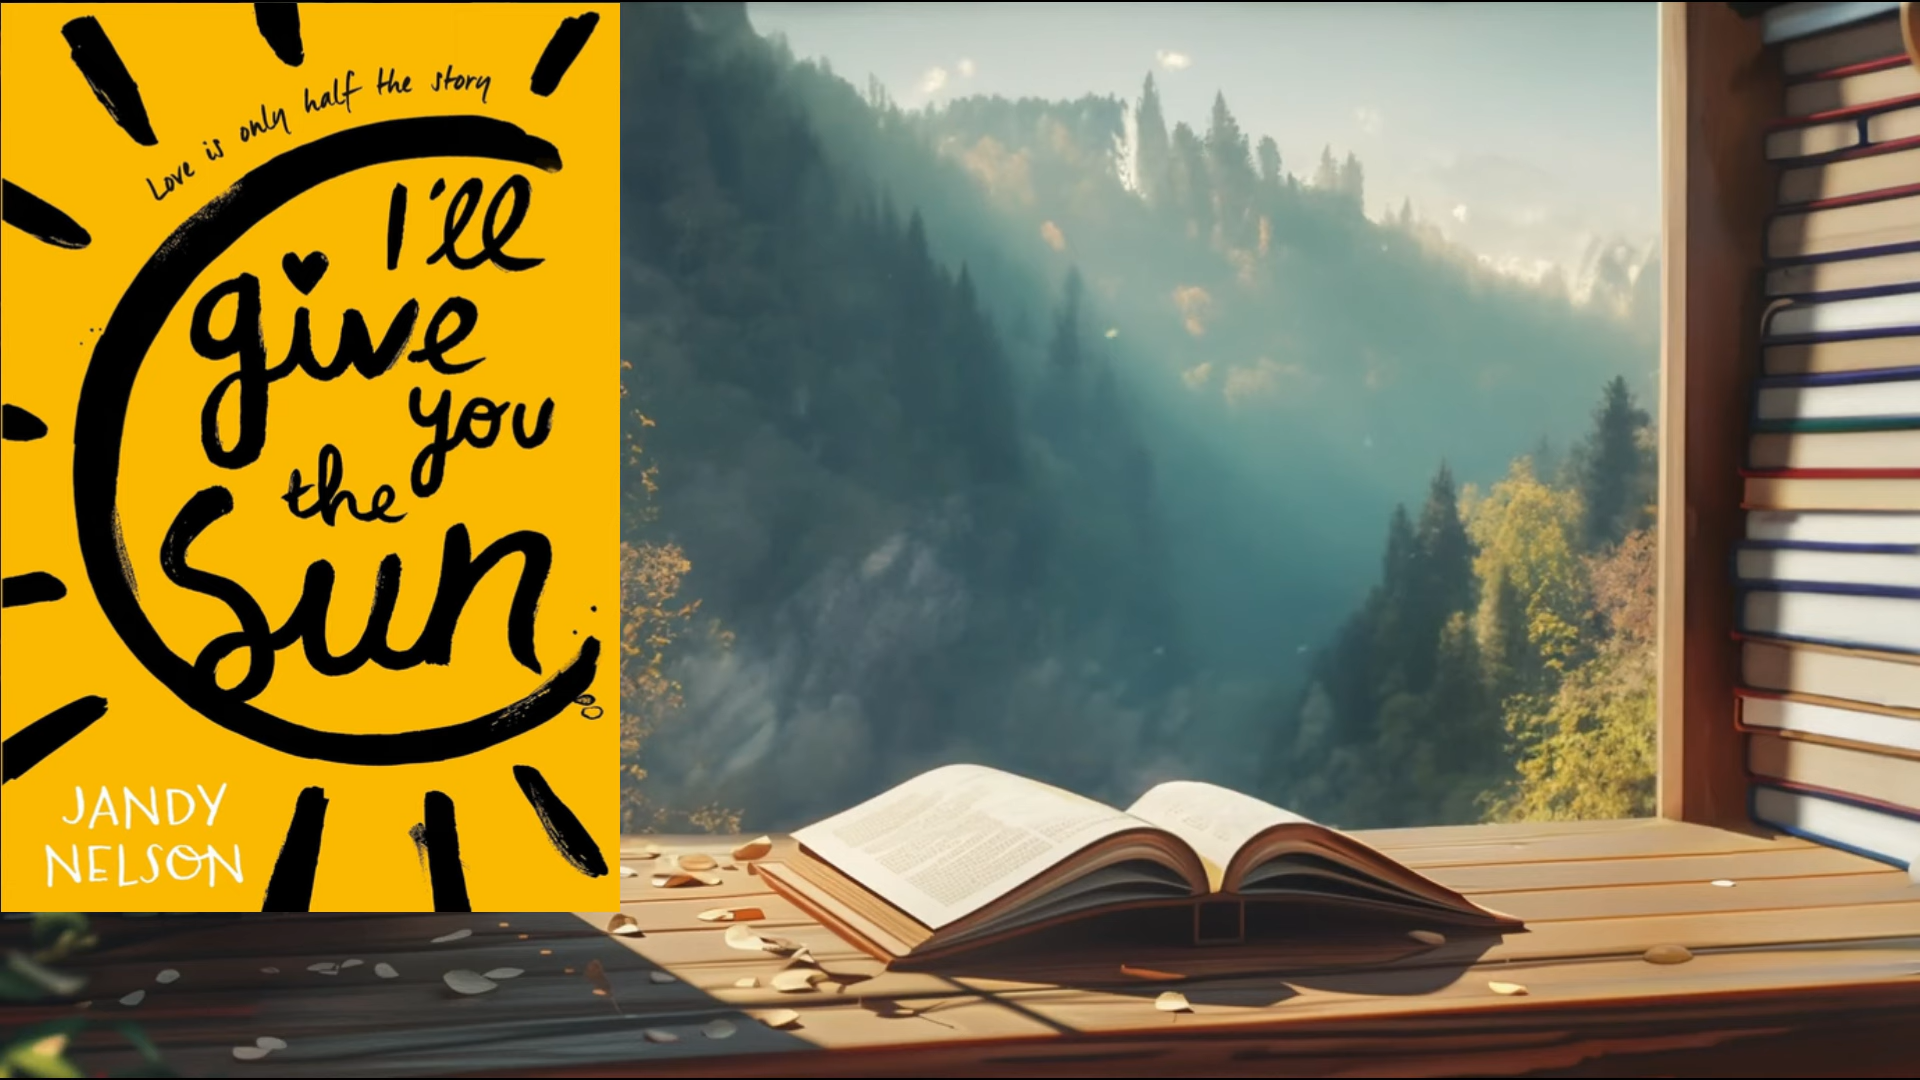 Love is only half the story
I'll
give
you
the
Sun
JANDY
NELSON